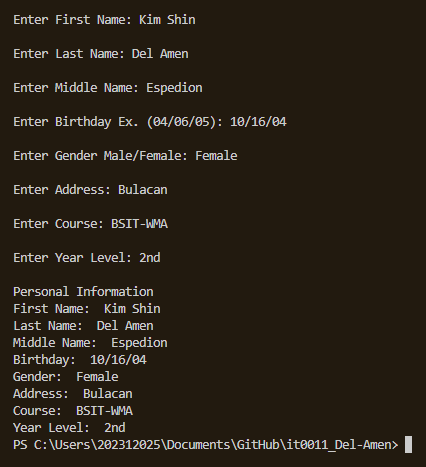 Enter First Name: Kim Shin
Enter Last Name: Del Amen
Enter Middle Name: Espedion
Enter Birthday Ex. (04/06/05): 10/16/04
Enter Gender Male/Female: Female
Enter Address: Bulacan
Enter Course: BSIT-WMA
Enter Year Level: 2nd
Personal Information
First Name:  Kim Shin
Last Name:  Del Amen
Middle Name:  Espedion
Birthday:  10/16/04
Gender:  Female
Address:  Bulacan
Course:  BSIT-WMA
Year Level:  2nd
PS C:\Users\202312025\Documents\GitHub\it0011_Del-Amen>